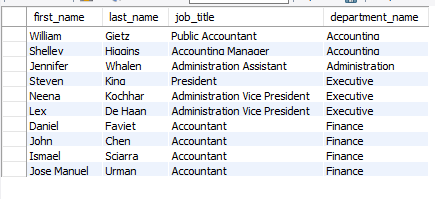 first_name last_name job_title department_name
William Gietz Public Accountant Accounting
Shelley Higgins Accounting Manager Accounting
Jennifer Whalen Administration Assistant Administration
Steven King President Executive
Neena Kochhar Administration Vice President Executive
Lex De Haan Administration Vice President Executive
Daniel Faviet Accountant Finance
John Chen Accountant Finance
Ismael Sciarra Accountant Finance
Jose Manuel Urman Accountant Finance